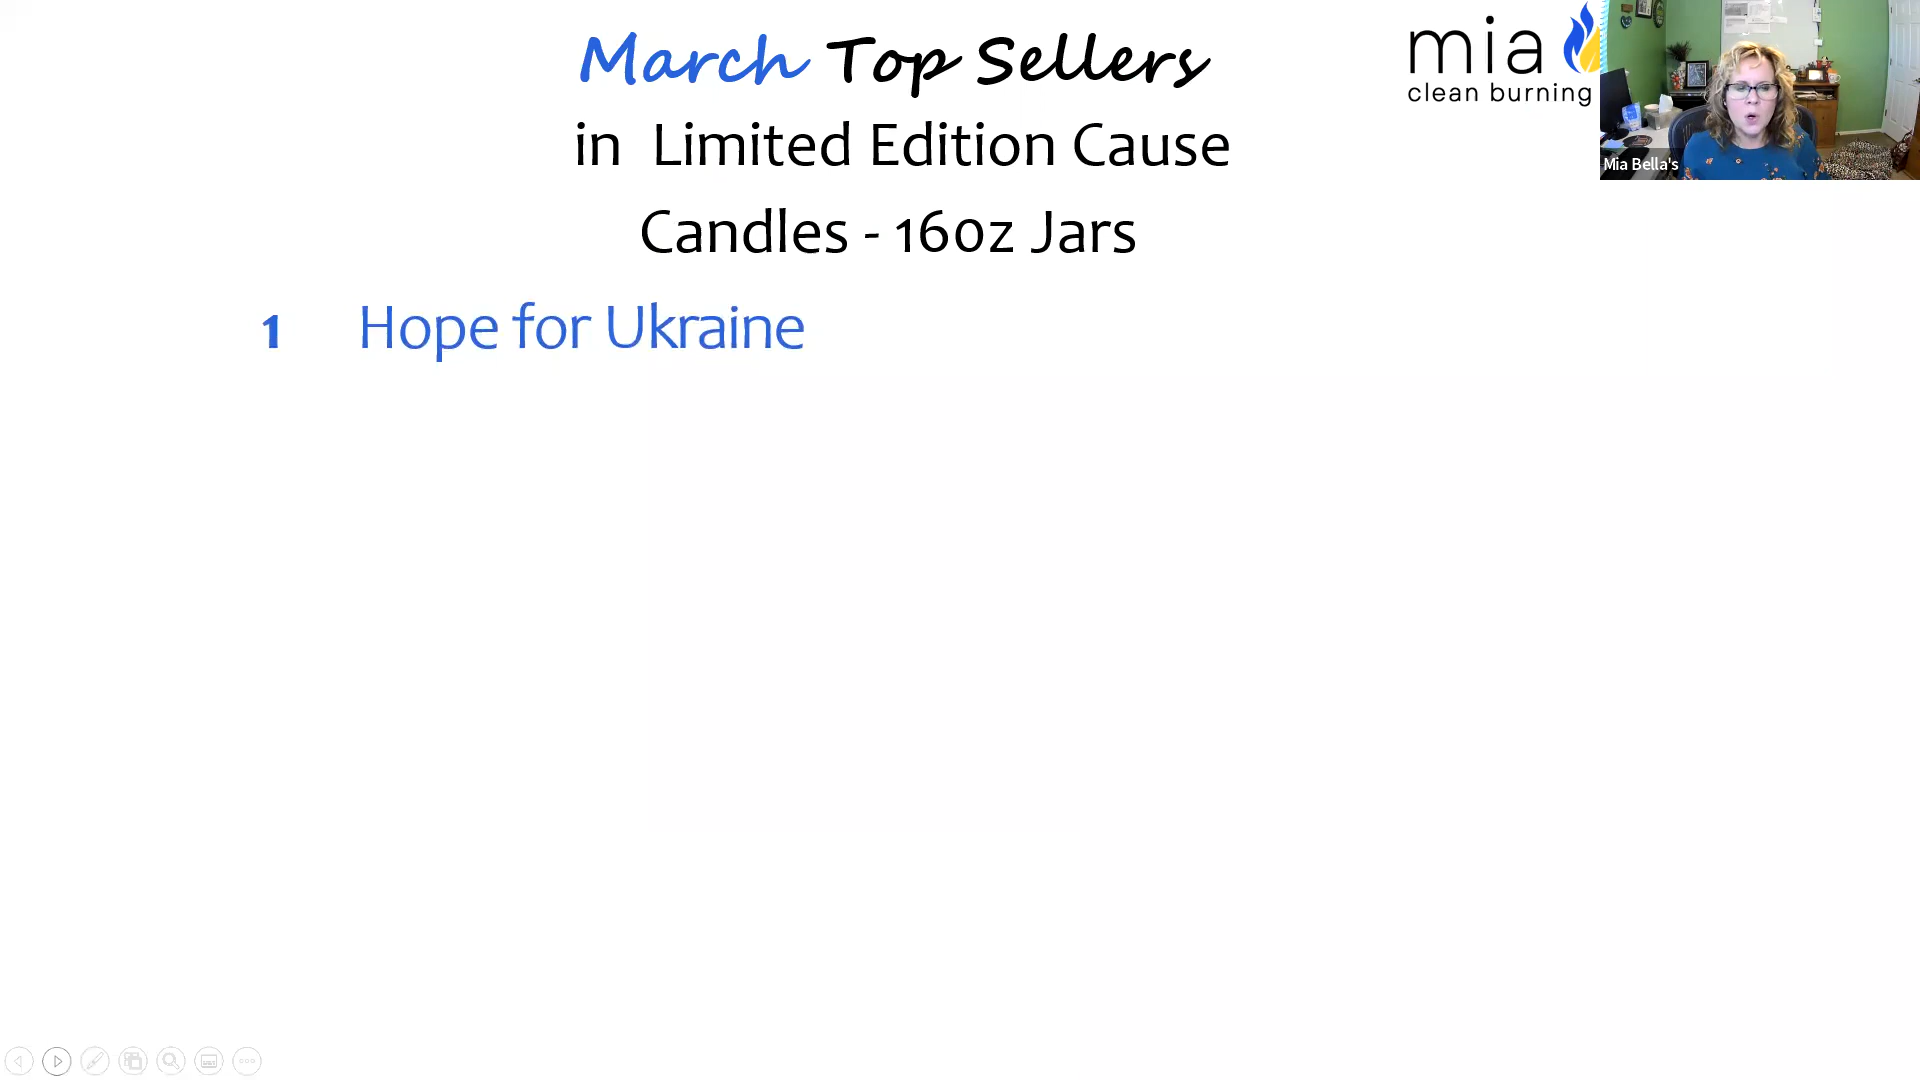 March Top Sellers
in Limited Edition Cause
Candles - 16oz Jars
1 Hope for Ukraine
mia
clean burning
Mia Bella's